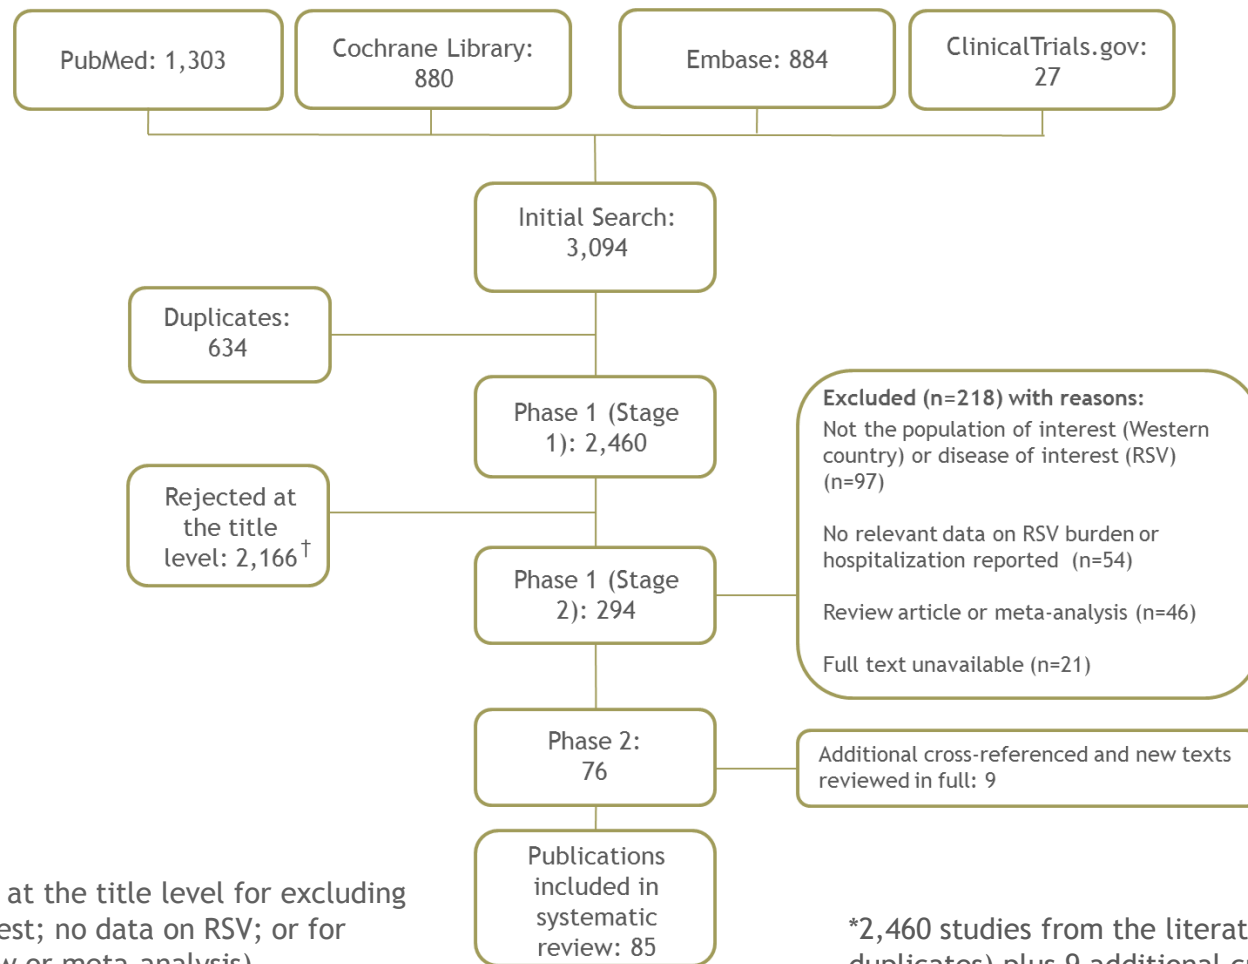 PubMed: 1,303
Cochrane Library:
880
Embase: 884
ClinicalTrials.gov:
27
Initial Search:
3,094
Duplicates:
634
Phase 1 (Stage
1): 2,460
Rejected at
the title
level: 2,166†
Phase 1 (Stage
2): 294
Excluded (n=218) with reasons:
Not the population of interest (Western
country) or disease of interest (RSV)
(n=97)
No relevant data on RSV burden or
hospitalization reported (n=54)
Review article or meta-analysis (n=46)
Full text unavailable (n=21)
Phase 2:
76
Additional cross-referenced and new texts
reviewed in full: 9
Publications
included in
systematic
review: 85
at the title level for excluding
est; no data on RSV; or for
*2,460 studies from the literat
plus 9 additional